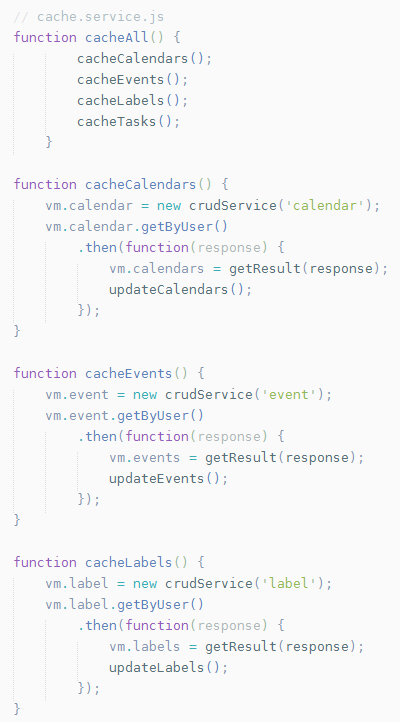 // cache.service.js
function cacheAll() {
        cacheCalendars();
        cacheEvents();
        cacheLabels();
        cacheTasks();
    }

function cacheCalendars() {
    vm.calendar = new crudService('calendar');
    vm.calendar.getByUser()
        .then(function(response) {
            vm.calendars = getResult(response);
            updateCalendars();
        });
}

function cacheEvents() {
    vm.event = new crudService('event');
    vm.event.getByUser()
        .then(function(response) {
            vm.events = getResult(response);
            updateEvents();
        });
}

function cacheLabels() {
    vm.label = new crudService('label');
    vm.label.getByUser()
        .then(function(response) {
            vm.labels = getResult(response);
            updateLabels();
        });
}